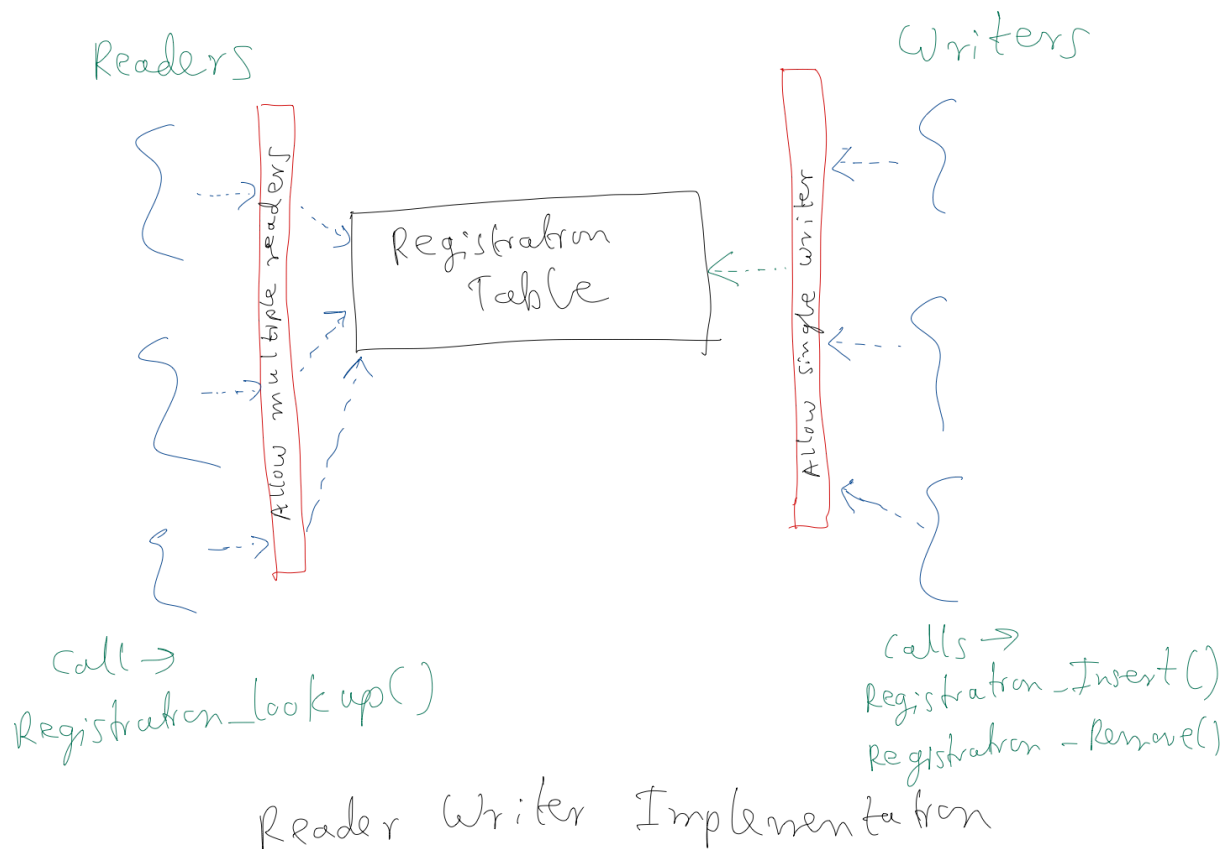 Readers
Writers
Allow multiple readers
Registration
Table
Allow single writer
Call →
Registration_lookup()
Calls →
Registration_Insert()
Registration_Remove()
Reader Writer Implementation